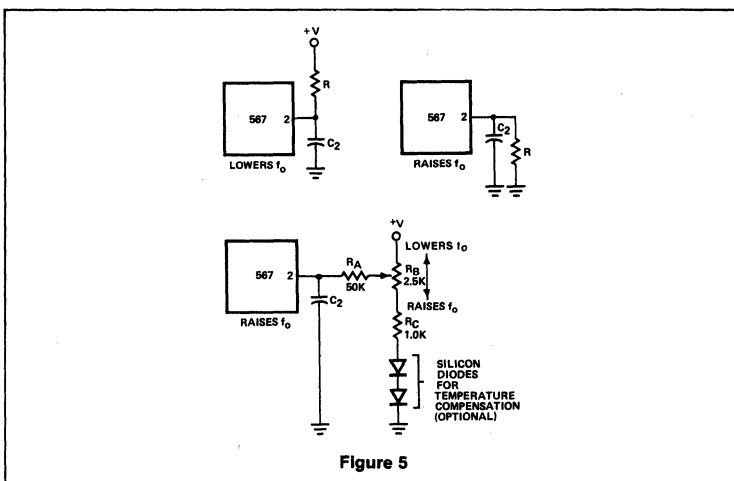 +V
R
567 2
C2
LOWERS fo
567 2
C2
R
RAISES fo
+V
LOWERS fo
567 2
RA
50K
RB
2.5K
C2
RAISES fo
RAISES fo
RC
1.0K
SILICON
DIODES
FOR
TEMPERATURE
COMPENSATION
(OPTIONAL)
Figure 5